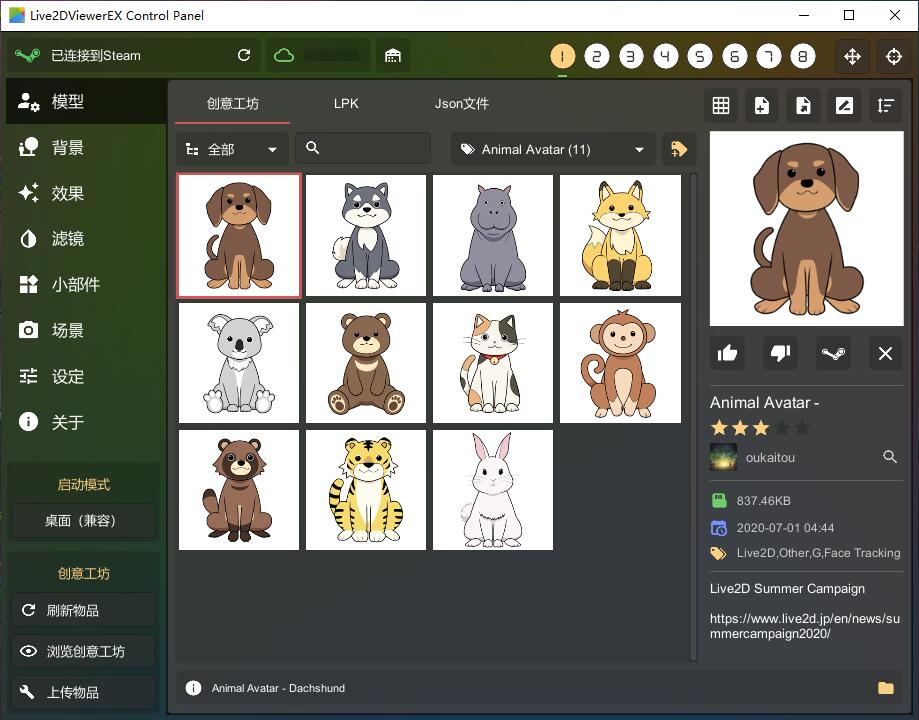 Live2DViewerEX Control Panel
已连接到Steam
1 2 3 4 5 6 7 8
模型
背景
效果
滤镜
小部件
场景
设定
关于
启动模式
桌面（兼容）
创意工坊
刷新物品
浏览创意工坊
上传物品
创意工坊 LPK Json文件
全部
Animal Avatar (11)
Animal Avatar - Dachshund
Animal Avatar -
oukaitou
837.46KB
2020-07-01 04:44
Live2D,Other,G,Face Tracking
Live2D Summer Campaign
https://www.live2d.jp/en/news/su
mmercampaign2020/